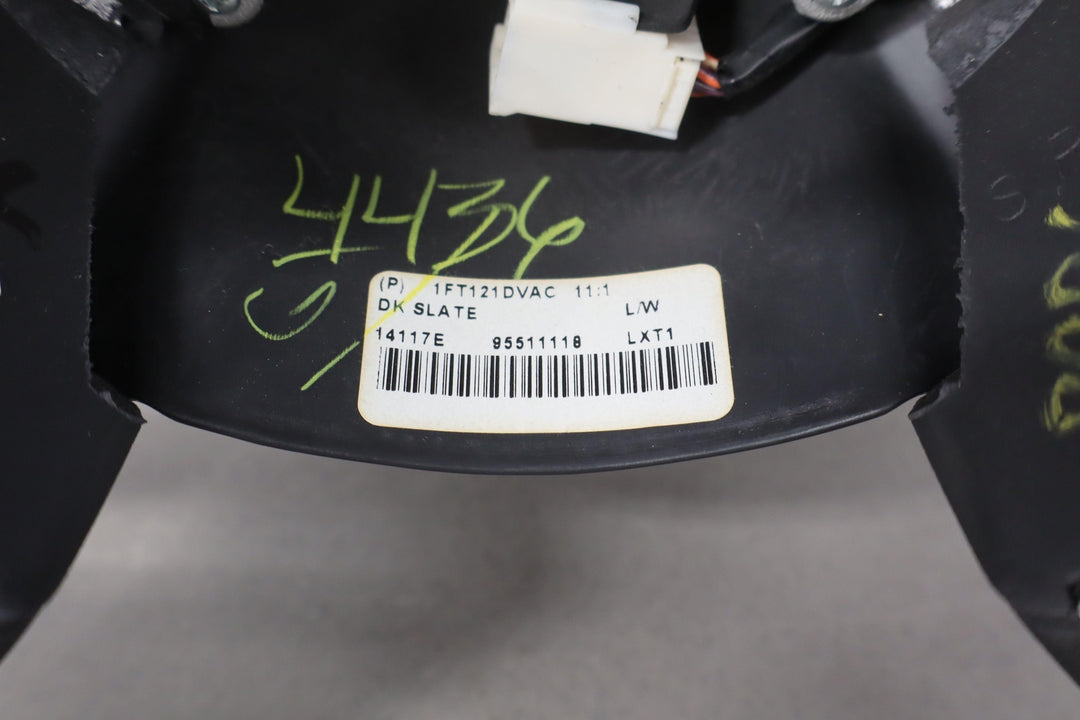 4436
(P) 1FT121DVAC 11:1
DK SLATE L/W
14117E 95511118 LXT1